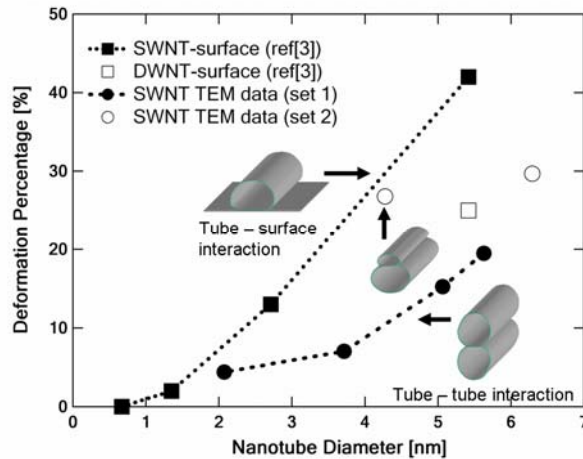 50
40
30
20
10
0
Deformation Percentage [%]
SWNT-surface (ref[3])
DWNT-surface (ref[3])
SWNT TEM data (set 1)
SWNT TEM data (set 2)
Tube – surface
interaction
Tube – tube interaction
0 1 2 3 4 5 6 7
Nanotube Diameter [nm]